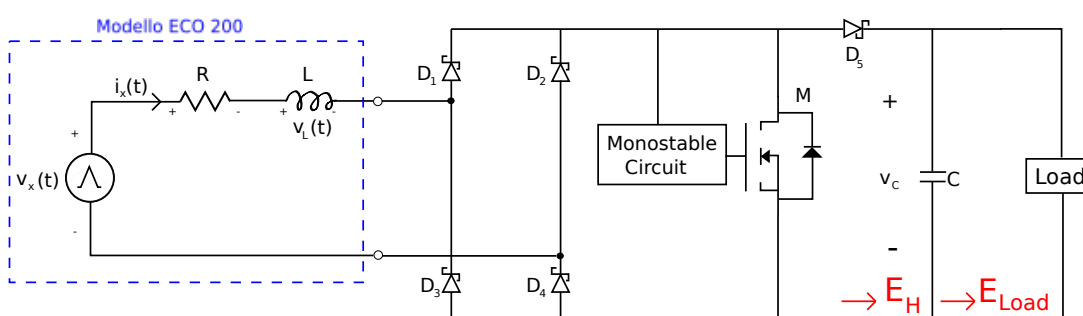 Modello ECO 200
i_x(t)
R
L
+ - + -
v_L(t)
+
v_x(t)
-
D_1
D_2
D_3
D_4
Monostable
Circuit
M
D_5
+
v_C
C
-
Load
E_H
E_Load